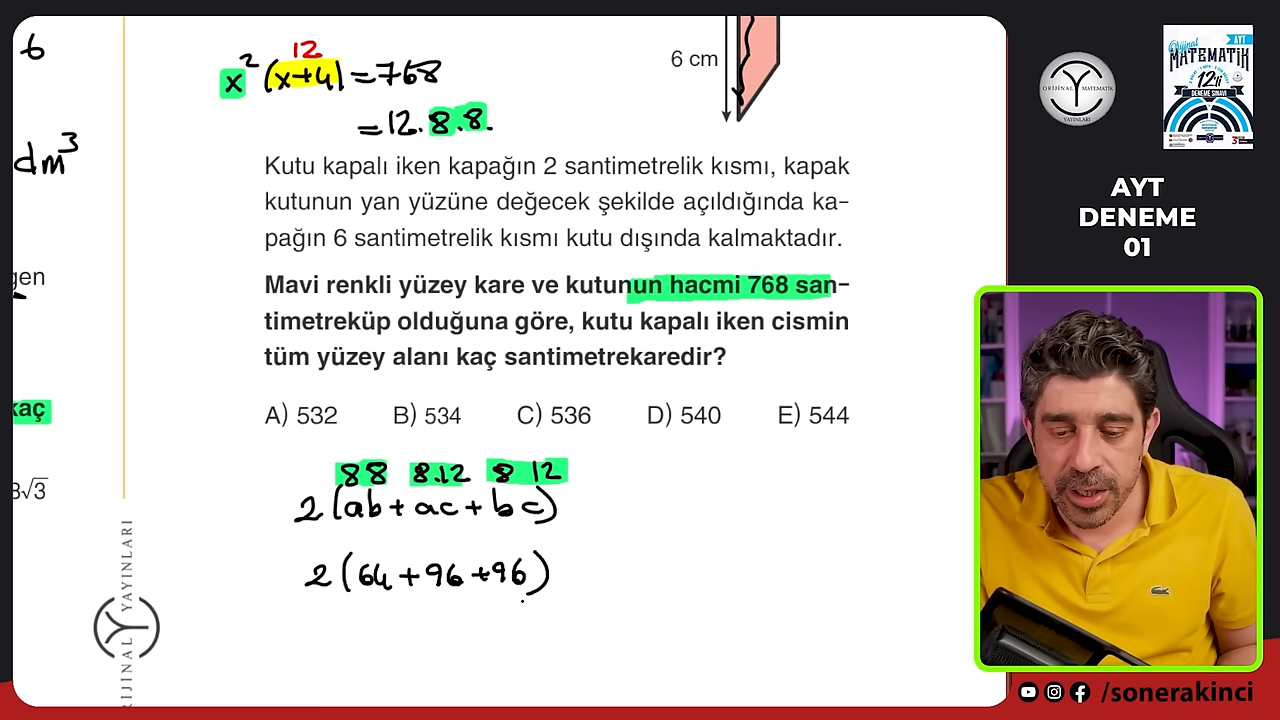 6
dm³
gen
kaç
3√3
ORİJİNAL YAYINLARI
12
x²(x+4)=768
=12.8.8.
6 cm
Kutu kapalı iken kapağın 2 santimetrelik kısmı, kapak
kutunun yan yüzüne değecek şekilde açıldığında ka-
pağın 6 santimetrelik kısmı kutu dışında kalmaktadır.
Mavi renkli yüzey kare ve kutunun hacmi 768 san-
timetreküp olduğuna göre, kutu kapalı iken cismin
tüm yüzey alanı kaç santimetrekaredir?
A) 532 B) 534 C) 536 D) 540 E) 544
88 8.12 8 12
2(ab+ac+bc)
2(64+96+96)
ORİJİNAL MATEMATİK
YAYINLARI
AYT
Orijinal
MATEMATİK
12'li
DENEME SINAVI
AYT
DENEME
01
/sonerakinci